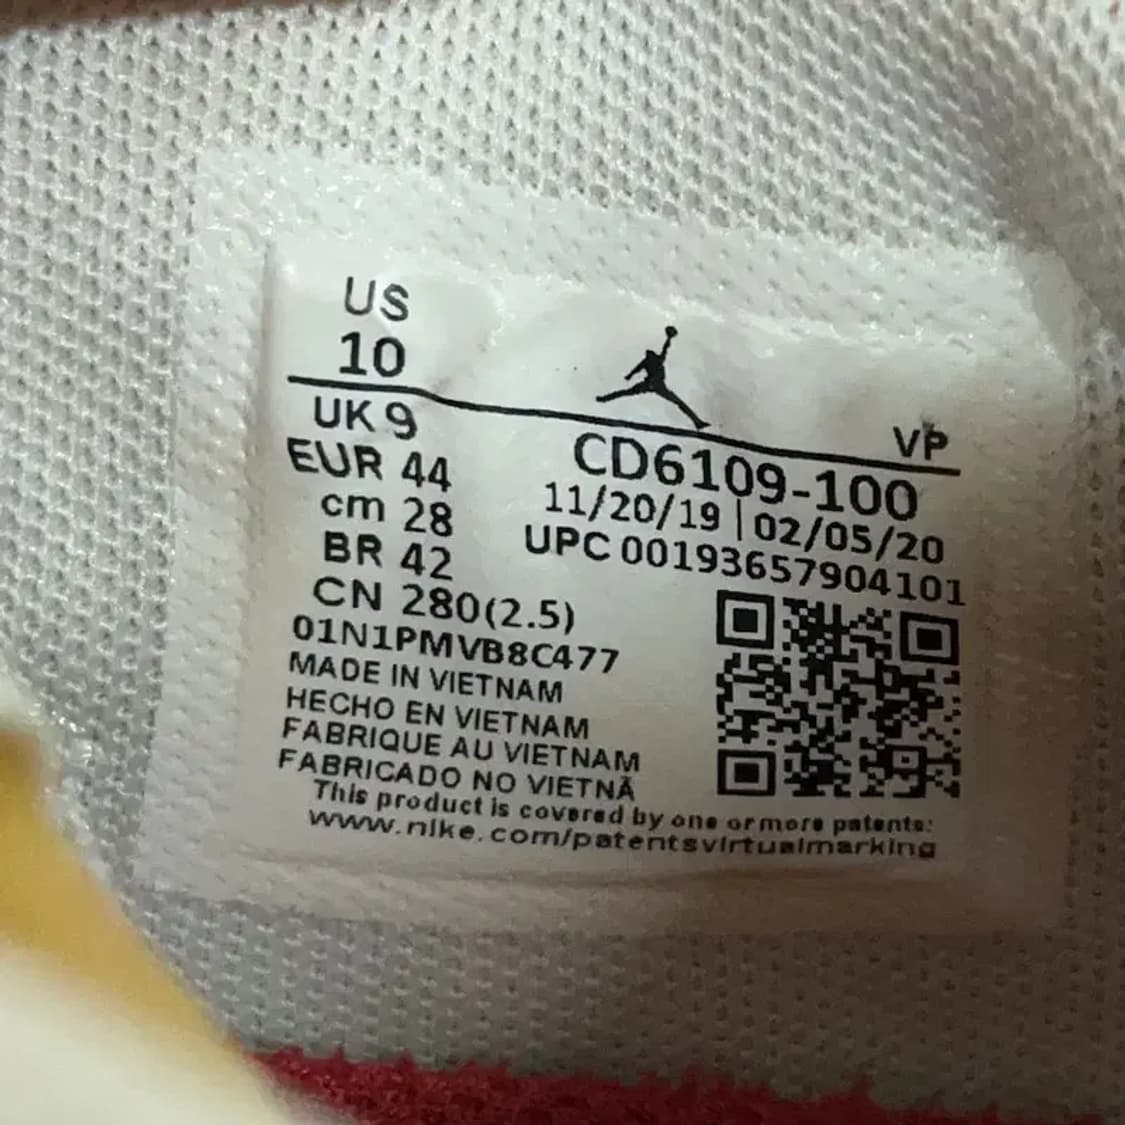 US
10
VP
UK 9
EUR 44
cm 28
BR 42
CN 280(2.5)
CD6109-100
11/20/19 | 02/05/20
UPC 00193657904101
01N1PMVB8C477
MADE IN VIETNAM
HECHO EN VIETNAM
FABRIQUE AU VIETNAM
FABRICADO NO VIETNÃ
This product is covered by one or more patents:
www.nike.com/patentsvirtualmarking